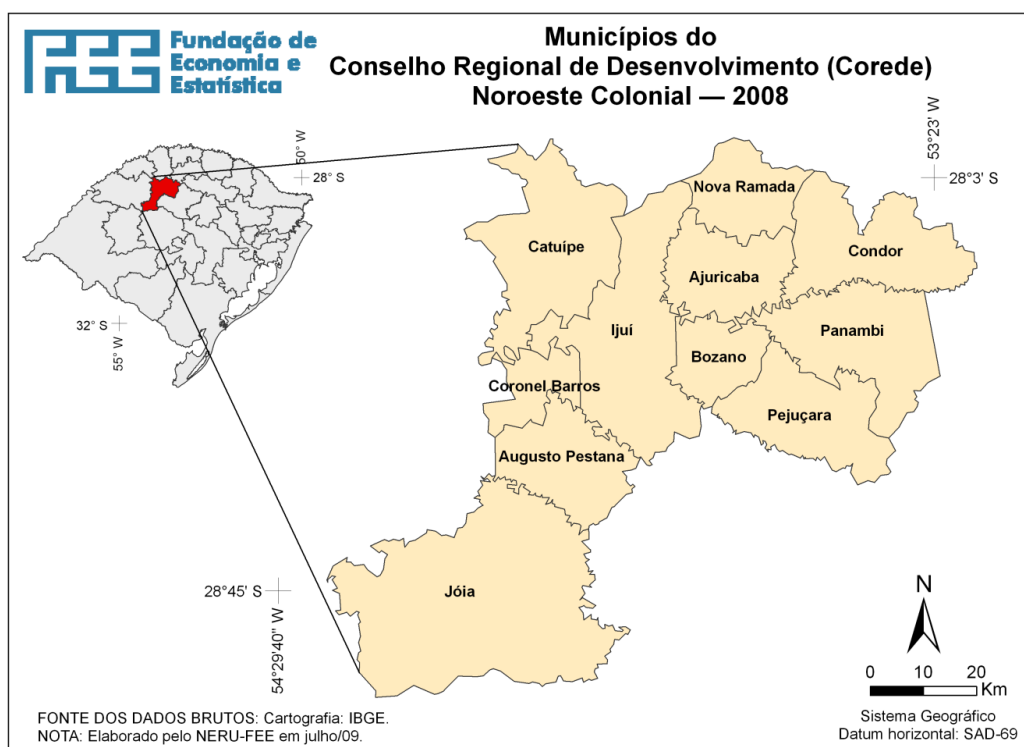 FEE
Fundação de
Economia e
Estatística
Municípios do
Conselho Regional de Desenvolvimento (Corede)
Noroeste Colonial — 2008
50° W
28° S
32° S
55° W
53°23' W
28°3' S
Nova Ramada
Catuípe
Condor
Ajuricaba
Ijuí
Panambi
Bozano
Coronel Barros
Pejuçara
Augusto Pestana
Jóia
28°45' S
54°29'40" W
N
0 10 20
Km
FONTE DOS DADOS BRUTOS: Cartografia: IBGE.
NOTA: Elaborado pelo NERU-FEE em julho/09.
Sistema Geográfico
Datum horizontal: SAD-69